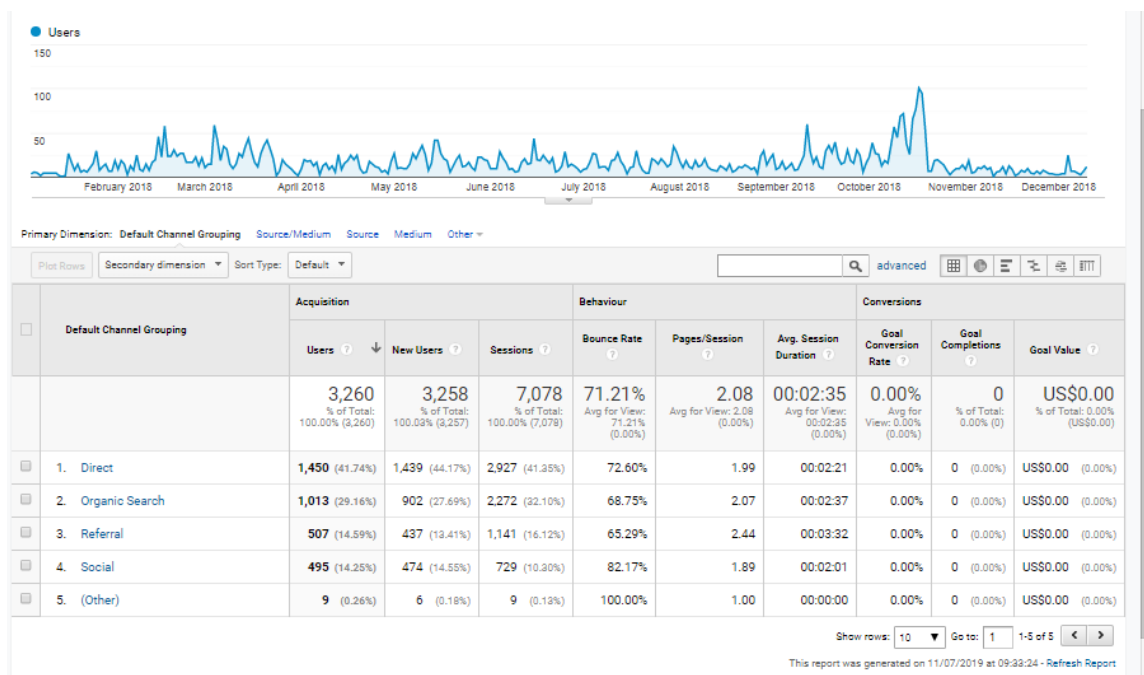 Users
150
100
50
February 2018 March 2018 April 2018 May 2018 June 2018 July 2018 August 2018 September 2018 October 2018 November 2018 December 2018
Primary Dimension: Default Channel Grouping Source/Medium Source Medium Other
Plot Rows Secondary dimension Sort Type: Default advanced
Acquisition Behaviour Conversions
Default Channel Grouping Users ? New Users ? Sessions ? Bounce Rate ? Pages/Session ? Avg. Session Duration ? Goal Conversion Rate ? Goal Completions ? Goal Value ?
3,260 3,258 7,078 71.21% 2.08 00:02:35 0.00% 0 US$0.00
% of Total: 100.00% (3,260) % of Total: 100.03% (3,257) % of Total: 100.00% (7,078) Avg for View: 71.21% (0.00%) Avg for View: 2.08 (0.00%) Avg for View: 00:02:35 (0.00%) Avg for View: 0.00% (0.00%) % of Total: 0.00% (0) % of Total: 0.00% (US$0.00)
1. Direct 1,450 (41.74%) 1,439 (44.17%) 2,927 (41.35%) 72.60% 1.99 00:02:21 0.00% 0 (0.00%) US$0.00 (0.00%)
2. Organic Search 1,013 (29.16%) 902 (27.69%) 2,272 (32.10%) 68.75% 2.07 00:02:37 0.00% 0 (0.00%) US$0.00 (0.00%)
3. Referral 507 (14.59%) 437 (13.41%) 1,141 (16.12%) 65.29% 2.44 00:03:32 0.00% 0 (0.00%) US$0.00 (0.00%)
4. Social 495 (14.25%) 474 (14.55%) 729 (10.30%) 82.17% 1.89 00:02:01 0.00% 0 (0.00%) US$0.00 (0.00%)
5. (Other) 9 (0.26%) 6 (0.18%) 9 (0.13%) 100.00% 1.00 00:00:00 0.00% 0 (0.00%) US$0.00 (0.00%)
Show rows: 10 Go to: 1 1-5 of 5
This report was generated on 11/07/2019 at 09:33:24 - Refresh Report